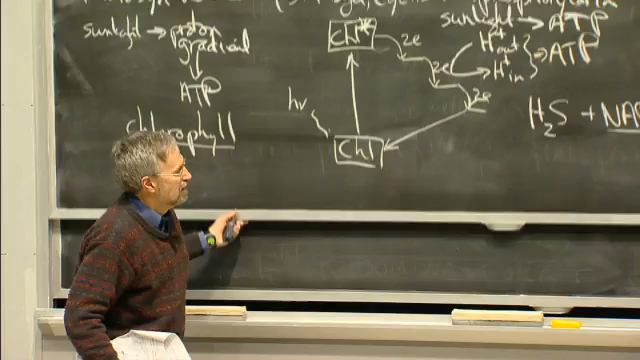 sunlight → ATP
sunlight → proton
gradient
ATP
chlorophyll
Chl*
2e
2e
2e
H⁺out
H⁺in
→ ATP
hν
Chl
H₂S + NA